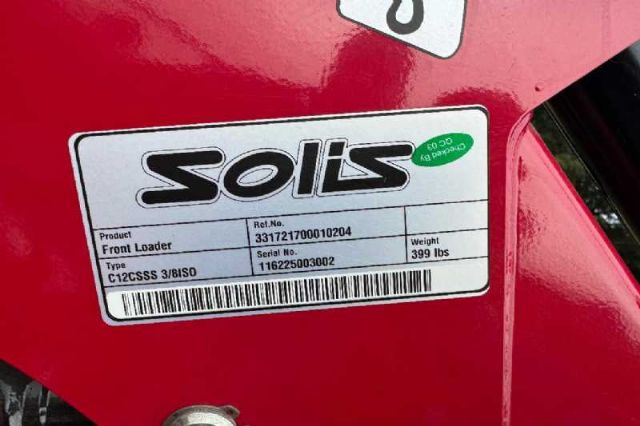 Solis
Checked By
QC 03
Product
Front Loader
Ref.No.
331721700010204
Type
C12CSSS 3/8ISO
Serial No.
116225003002
Weight
399 lbs